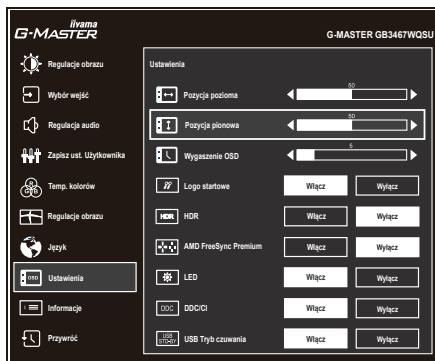 iiyama
G-MASTER
G-MASTER GB3467WQSU
Regulacje obrazu
Wybór wejść
Regulacja audio
Zapisz ust. Użytkownika
R
G B
Temp. kolorów
Regulacje obrazu
Język
OSD
Ustawienia
i
Informacje
Przywróć
Ustawienia
Pozycja pozioma
50
Pozycja pionowa
50
Wygaszenie OSD
5
Logo startowe
Włącz
Wyłącz
HDR
HDR
Włącz
Wyłącz
AMD FreeSync Premium
Włącz
Wyłącz
LED
Włącz
Wyłącz
DDC
DDC/CI
Włącz
Wyłącz
USB
STD-BY
USB Tryb czuwania
Włącz
Wyłącz